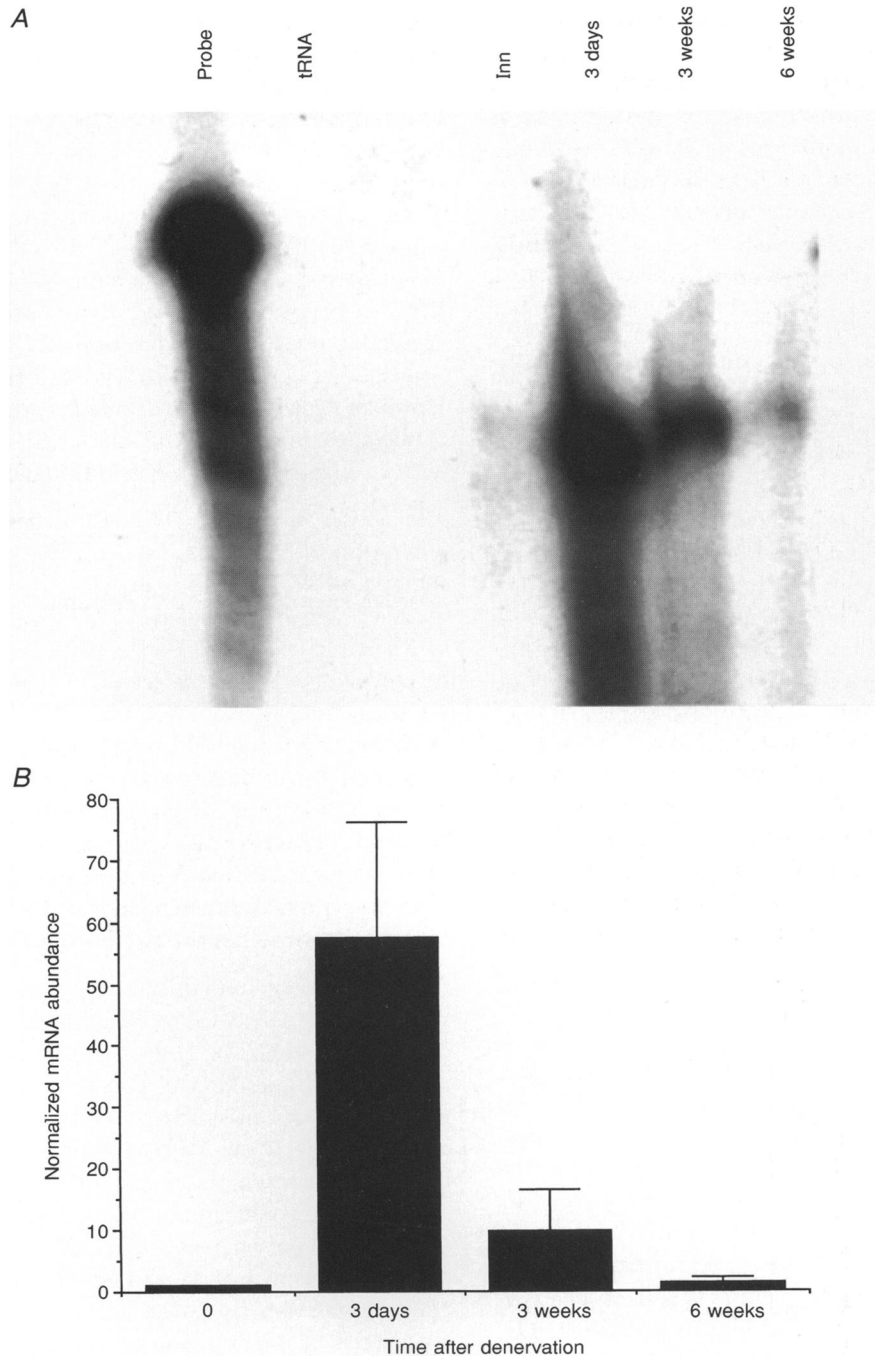 A
Probe
tRNA
Inn
3 days
3 weeks
6 weeks
B
Normalized mRNA abundance
80
70
60
50
40
30
20
10
0
0
3 days
3 weeks
6 weeks
Time after denervation